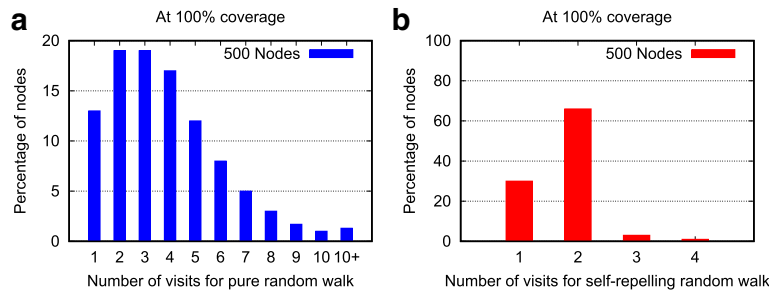 a
At 100% coverage
20
15
10
5
0
Percentage of nodes
500 Nodes
1 2 3 4 5 6 7 8 9 10 10+
Number of visits for pure random walk
b
At 100% coverage
100
80
60
40
20
0
Percentage of nodes
500 Nodes
1 2 3 4
Number of visits for self-repelling random walk